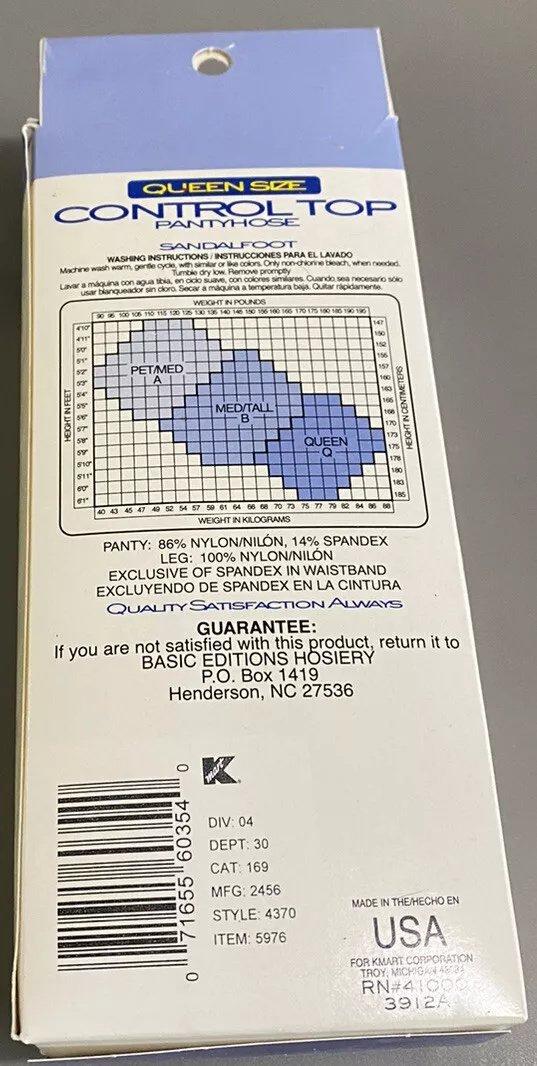 QUEEN SIZE
CONTROL TOP
PANTYHOSE
SANDALFOOT
WASHING INSTRUCTIONS / INSTRUCCIONES PARA EL LAVADO
Machine wash warm, gentle cycle, with similar or like colors. Only non-chlorine bleach, when needed.
Tumble dry low. Remove promptly
Lavar a máquina con agua tibia, en ciclo suave, con colores similares. Cuando sea necesario sólo
usar blanqueador sin cloro. Secar a máquina a temperatura baja. Quitar rápidamente.
WEIGHT IN POUNDS
90 95 100 105 110 115 120 125 130 135 140 145 150 155 160 165 170 175 180 185 190 195
HEIGHT IN FEET
4'10"
4'11"
5'0"
5'1"
5'2"
5'3"
5'4"
5'5"
5'6"
5'7"
5'8"
5'9"
5'10"
5'11"
6'0"
6'1"
PET/MED
A
MED/TALL
B
QUEEN
Q
147
150
152
155
157
160
163
165
168
170
173
175
178
180
183
185
HEIGHT IN CENTIMETERS
40 43 45 47 49 52 54 57 59 61 64 66 68 70 73 75 77 79 82 84 86 88
WEIGHT IN KILOGRAMS
PANTY: 86% NYLON/NILÓN, 14% SPANDEX
LEG: 100% NYLON/NILÓN
EXCLUSIVE OF SPANDEX IN WAISTBAND
EXCLUYENDO DE SPANDEX EN LA CINTURA
QUALITY SATISFACTION ALWAYS
GUARANTEE:
If you are not satisfied with this product, return it to
BASIC EDITIONS HOSIERY
P.O. Box 1419
Henderson, NC 27536
K
mart
0 71655 60354 0
DIV: 04
DEPT: 30
CAT: 169
MFG: 2456
STYLE: 4370
ITEM: 5976
MADE IN THE/HECHO EN
USA
FOR KMART CORPORATION
TROY, MICHIGAN
3912A